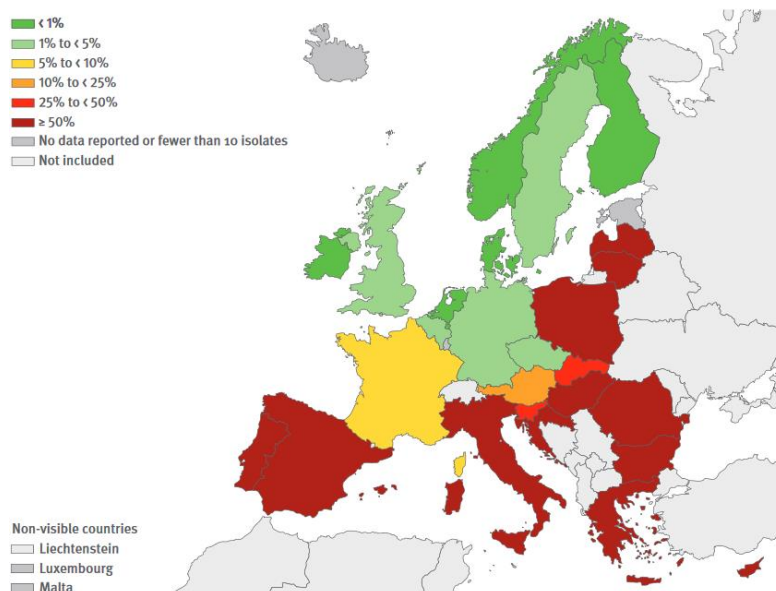 < 1%
1% to < 5%
5% to < 10%
10% to < 25%
25% to < 50%
≥ 50%
No data reported or fewer than 10 isolates
Not included
Non-visible countries
Liechtenstein
Luxembourg
Malta